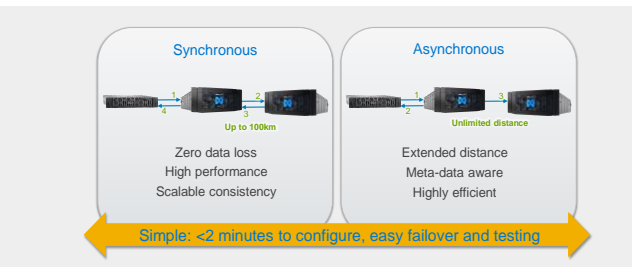 Synchronous
1
2
4
3
Up to 100km
Zero data loss
High performance
Scalable consistency
Asynchronous
1
3
2
Unlimited distance
Extended distance
Meta-data aware
Highly efficient
Simple: <2 minutes to configure, easy failover and testing